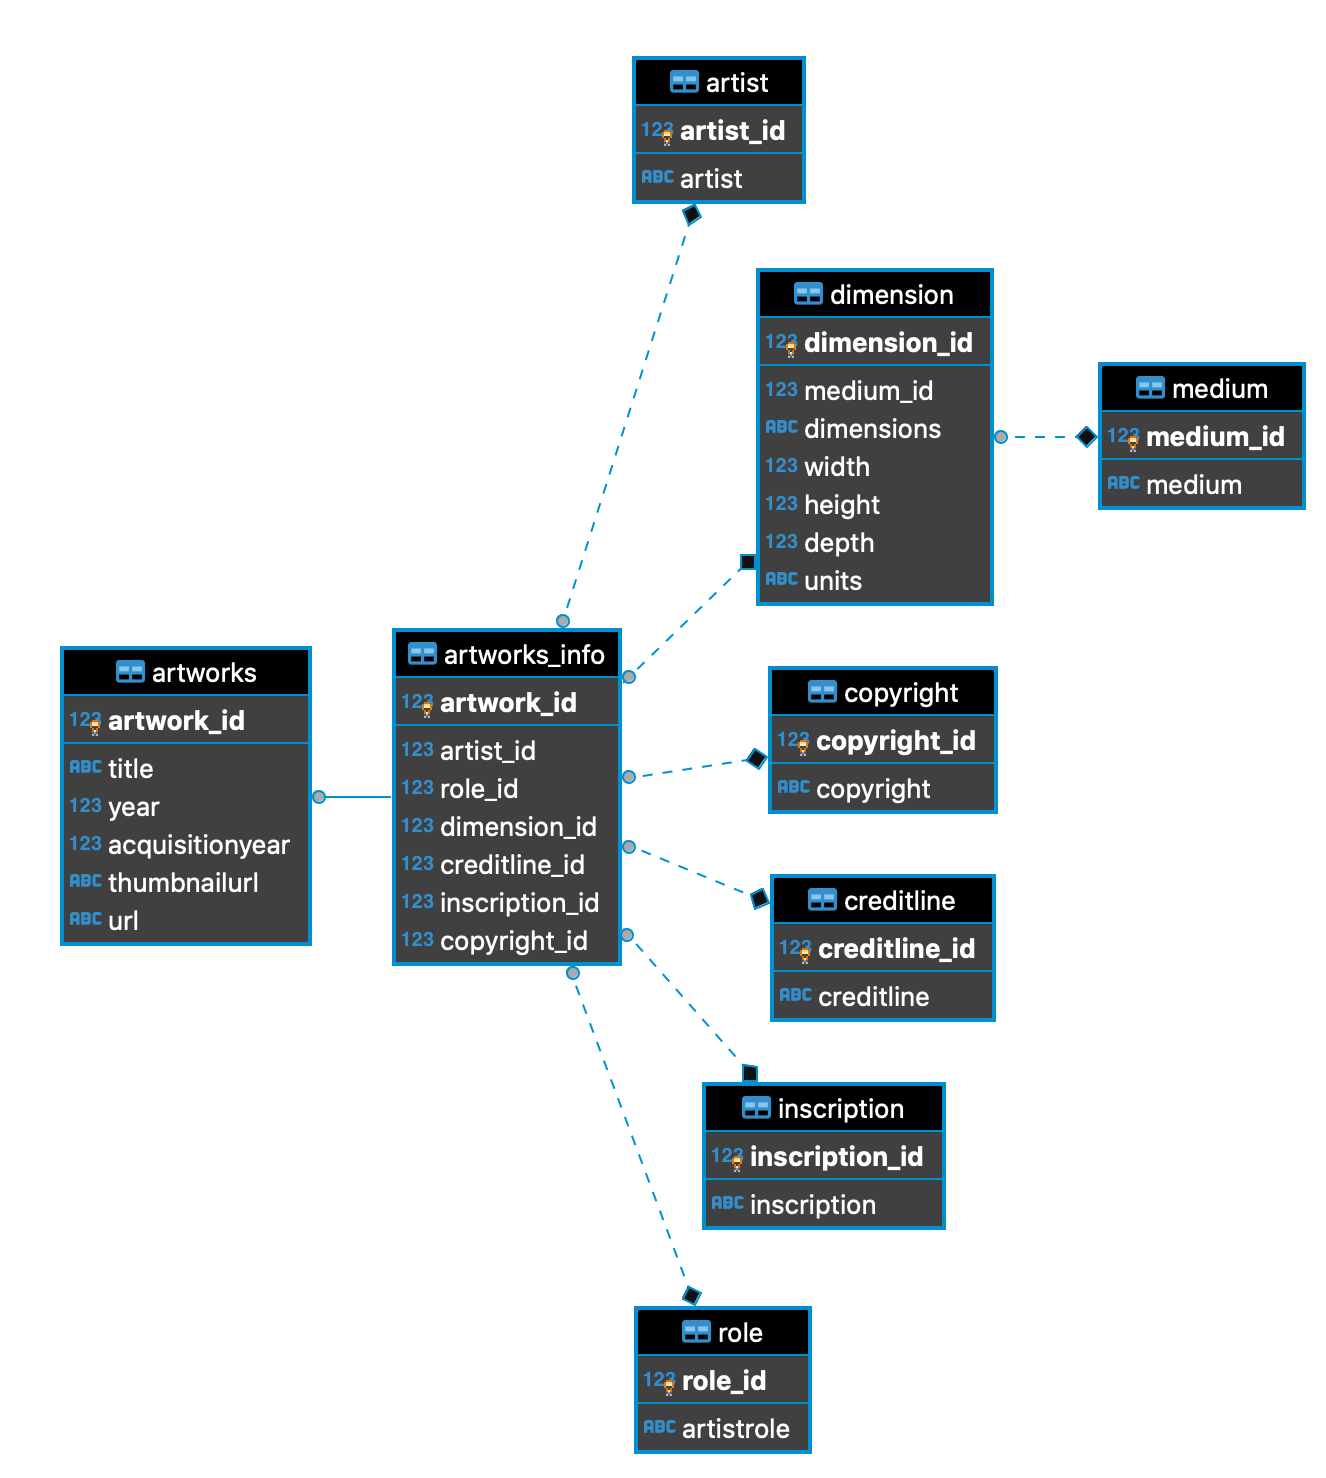 artist
123 artist_id
ABC artist
dimension
123 dimension_id
123 medium_id
ABC dimensions
123 width
123 height
123 depth
ABC units
medium
123 medium_id
ABC medium
artworks
123 artwork_id
ABC title
123 year
123 acquisitionyear
ABC thumbnailurl
ABC url
artworks_info
123 artwork_id
123 artist_id
123 role_id
123 dimension_id
123 creditline_id
123 inscription_id
123 copyright_id
copyright
123 copyright_id
ABC copyright
creditline
123 creditline_id
ABC creditline
inscription
123 inscription_id
ABC inscription
role
123 role_id
ABC artistrole